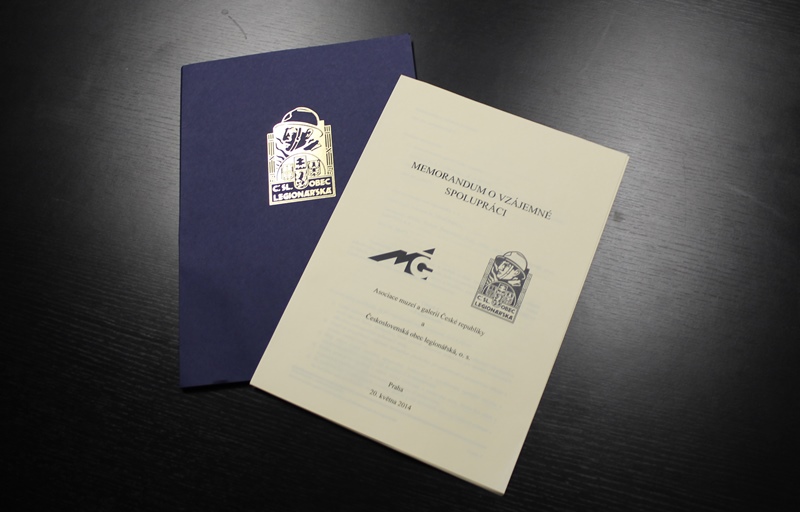 Č SL. OBEC
LEGIONÁŘSKÁ
MEMORANDUM O VZÁJEMNÉ
SPOLUPRÁCI
MG
Č SL. OBEC
LEGIONÁŘSKÁ
Asociace muzeí a galerií České republiky
a
Československá obec legionářská, o. s.
Praha
20. května 2014